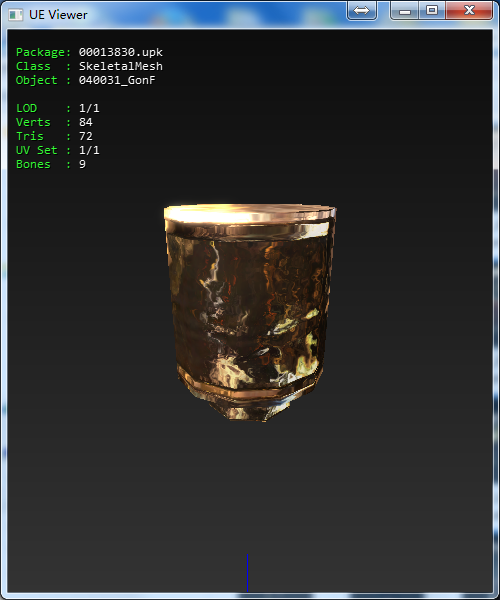 UE Viewer
Package: 00013830.upk
Class : SkeletalMesh
Object : 040031_GonF
LOD : 1/1
Verts : 84
Tris : 72
UV Set : 1/1
Bones : 9